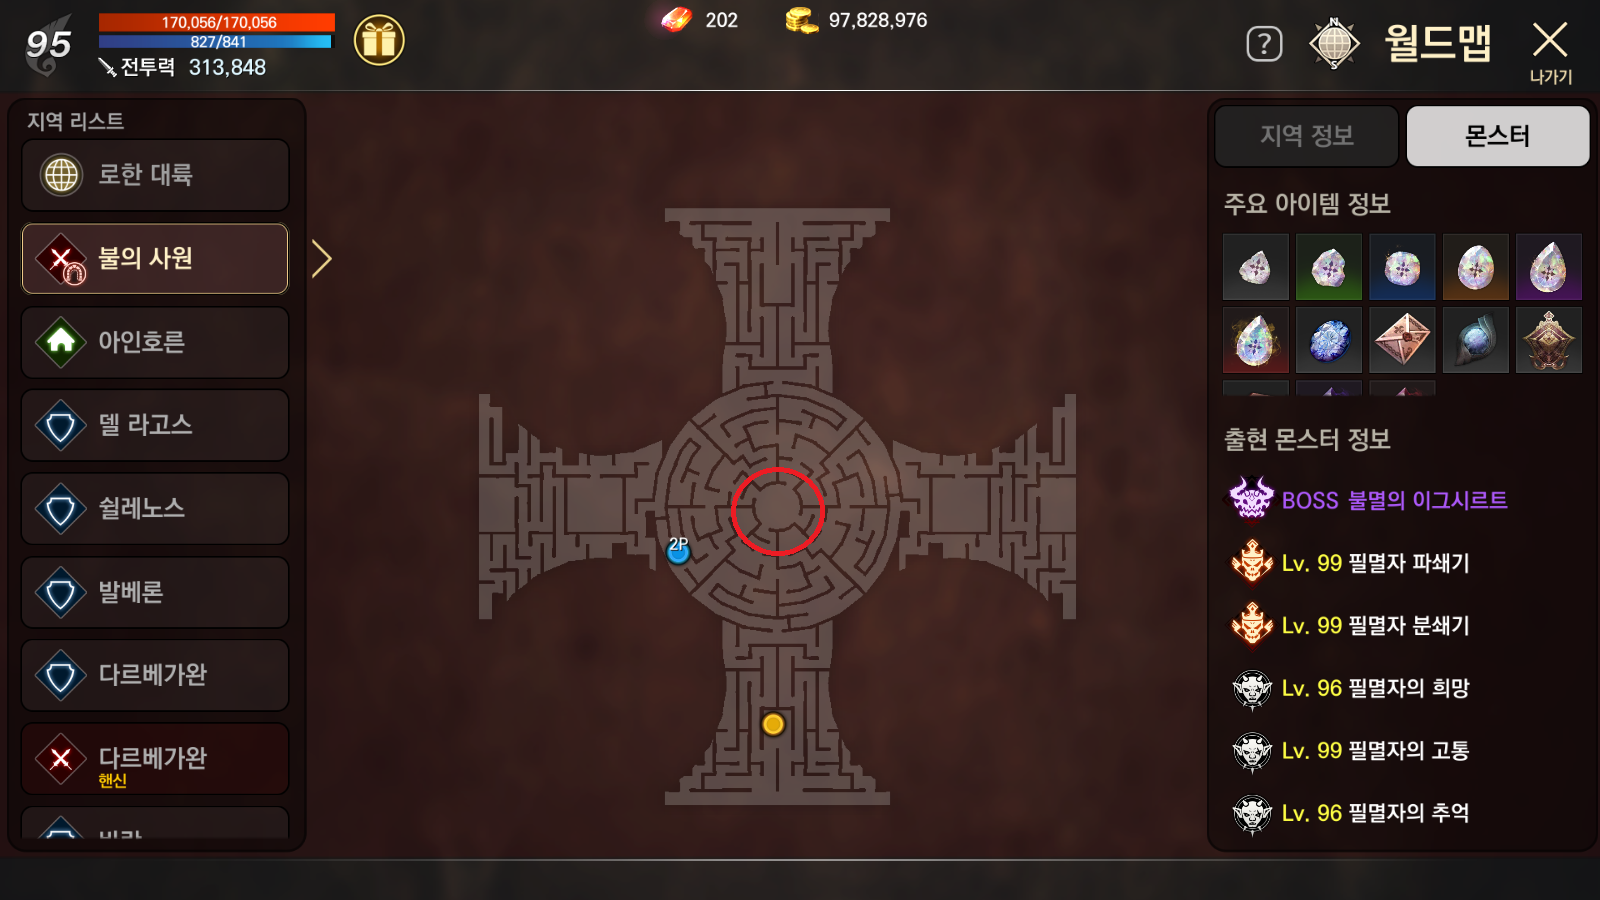 95
170,056/170,056
827/841
전투력 313,848
202
97,828,976
?
N
S
월드맵
나가기
지역 리스트
로한 대륙
불의 사원
아인호른
델 라고스
쉴레노스
발베론
다르베가완
다르베가완
핸신
2P
지역 정보
몬스터
주요 아이템 정보
출현 몬스터 정보
BOSS 불멸의 이그시르트
Lv. 99 필멸자 파쇄기
Lv. 99 필멸자 분쇄기
Lv. 96 필멸자의 희망
Lv. 99 필멸자의 고통
Lv. 96 필멸자의 추억